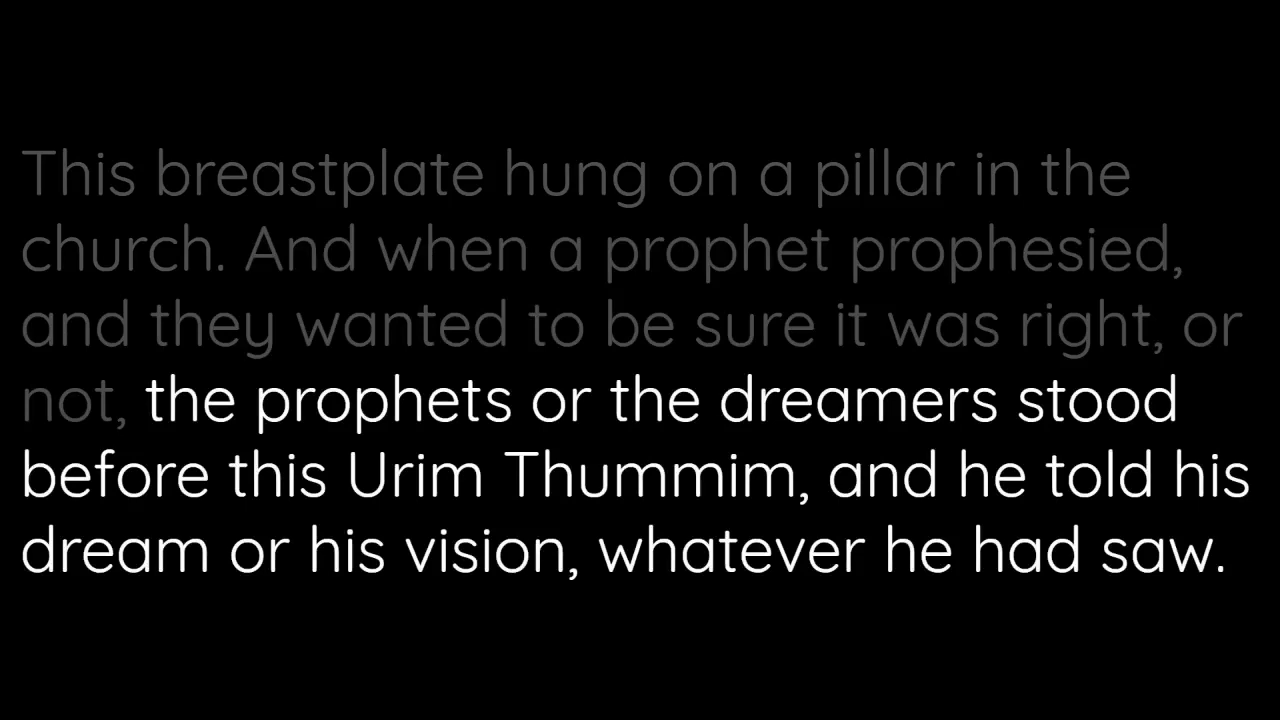 This breastplate hung on a pillar in the
church. And when a prophet prophesied,
and they wanted to be sure it was right, or
not, the prophets or the dreamers stood
before this Urim Thummim, and he told his
dream or his vision, whatever he had saw.